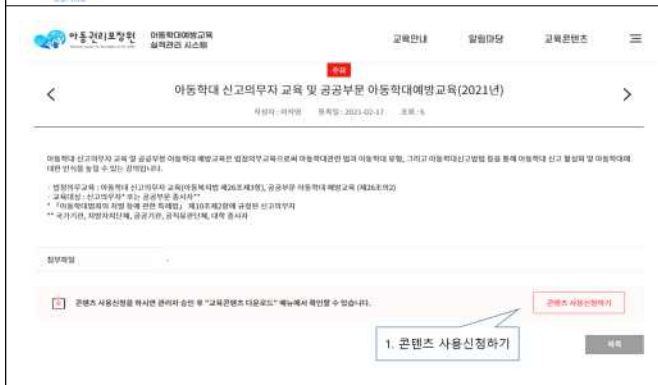 아동권리보장원
아동학대예방교육
실적관리 시스템
교육안내
알림마당
교육콘텐츠
아동학대 신고의무자 교육 및 공공부문 아동학대예방교육(2021년)
등록일 : 2021-02-17
조회 : 6
아동학대 신고의무자 교육 및 공공부문 아동학대 예방교육은 법정의무교육으로써 아동학대관련 법과 아동학대 유형, 그리고 아동학대신고방법 등을 통해 아동학대 신고 활성화 및 아동학대에
대한 인식을 높일 수 있는 강의입니다.
- 법정의무교육 : 아동학대 신고의무자 교육(아동복지법 제26조제3항), 공공부문 아동학대 예방교육 (제26조의2)
- 교육대상 : 신고의무자* 또는 공공부문 종사자**
* 「아동학대범죄의 처벌 등에 관한 특례법」 제10조제2항에 규정된 신고의무자
** 국가기관, 지방자치단체, 공공기관, 공직유관단체, 대학 종사자
첨부파일
-
콘텐츠 사용신청을 하시면 관리자 승인 후 "교육콘텐츠 다운로드" 메뉴에서 확인할 수 있습니다.
콘텐츠 사용신청하기
1. 콘텐츠 사용신청하기
목록